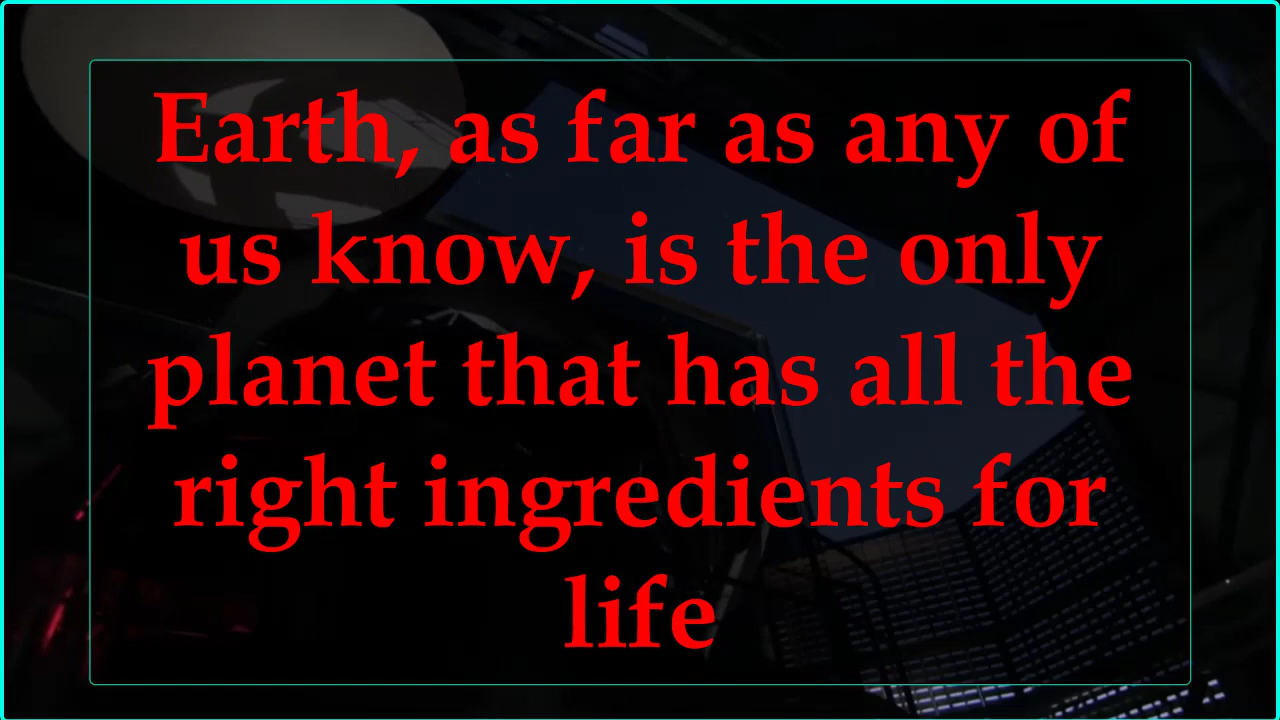 Earth, as far as any of
us know, is the only
planet that has all the
right ingredients for
life